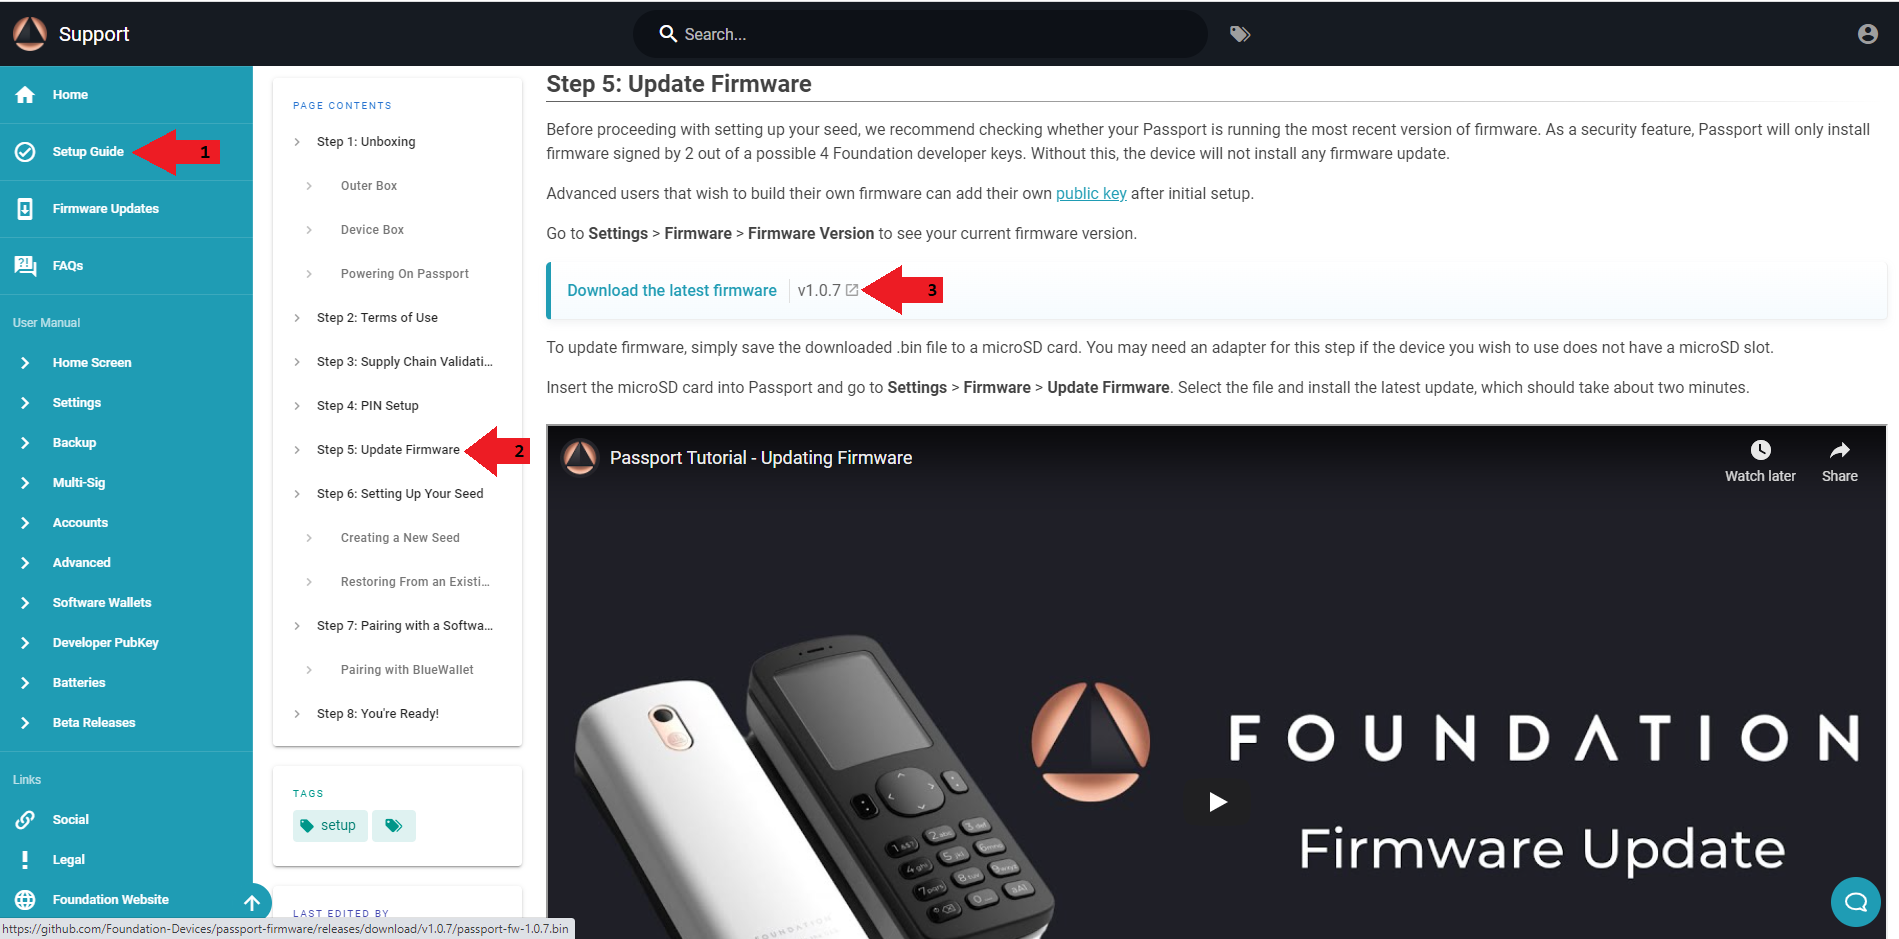 Support
Search...
Home
Setup Guide
1
Firmware Updates
FAQs
User Manual
Home Screen
Settings
Backup
Multi-Sig
Accounts
Advanced
Software Wallets
Developer PubKey
Batteries
Beta Releases
Links
Social
Legal
Foundation Website
PAGE CONTENTS
Step 1: Unboxing
Outer Box
Device Box
Powering On Passport
Step 2: Terms of Use
Step 3: Supply Chain Validati...
Step 4: PIN Setup
Step 5: Update Firmware
2
Step 6: Setting Up Your Seed
Creating a New Seed
Restoring From an Existi...
Step 7: Pairing with a Softwa...
Pairing with BlueWallet
Step 8: You're Ready!
TAGS
setup
LAST EDITED BY
Step 5: Update Firmware
Before proceeding with setting up your seed, we recommend checking whether your Passport is running the most recent version of firmware. As a security feature, Passport will only install
firmware signed by 2 out of a possible 4 Foundation developer keys. Without this, the device will not install any firmware update.
Advanced users that wish to build their own firmware can add their own public key after initial setup.
Go to Settings > Firmware > Firmware Version to see your current firmware version.
Download the latest firmware v1.0.7
3
To update firmware, simply save the downloaded .bin file to a microSD card. You may need an adapter for this step if the device you wish to use does not have a microSD slot.
Insert the microSD card into Passport and go to Settings > Firmware > Update Firmware. Select the file and install the latest update, which should take about two minutes.
Passport Tutorial - Updating Firmware
Watch later
Share
FOUNDATION
Firmware Update
https://github.com/Foundation-Devices/passport-firmware/releases/download/v1.0.7/passport-fw-1.0.7.bin